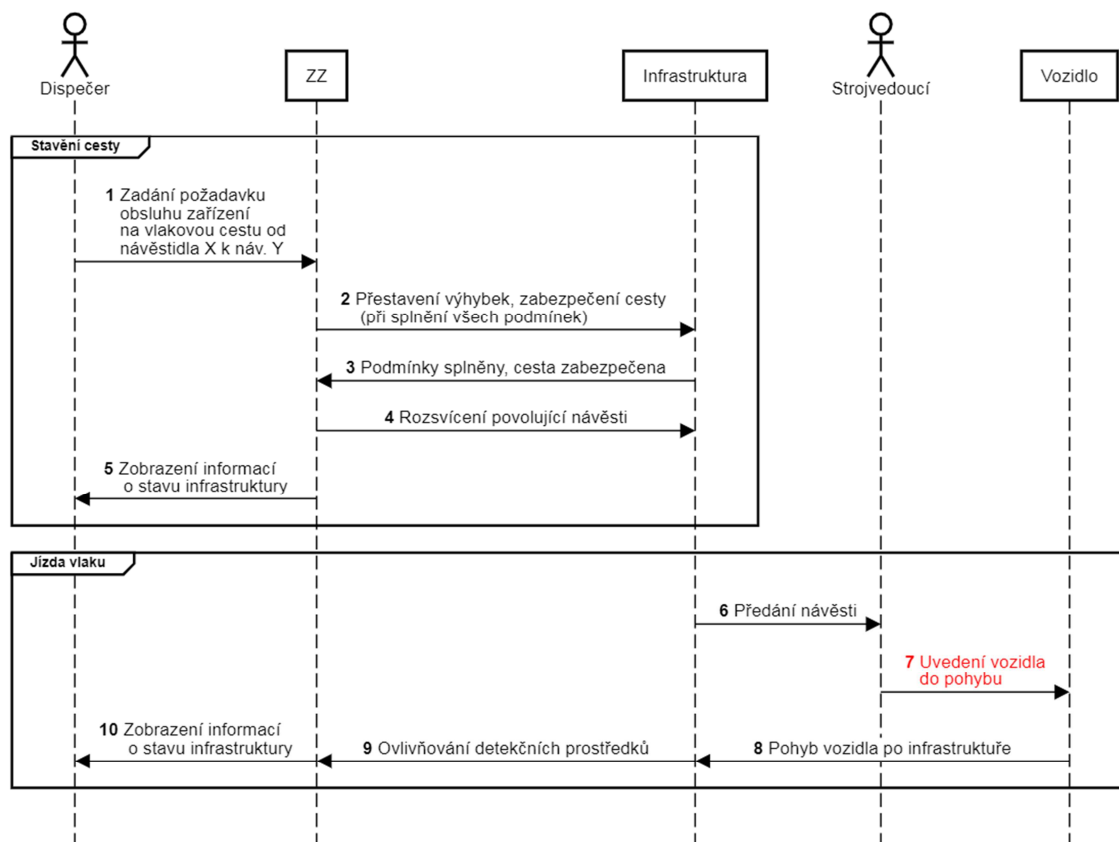 Dispečer
ZZ
Infrastruktura
Strojvedoucí
Vozidlo
Stavění cesty
1 Zadání požadavku
obsluhu zařízení
na vlakovou cestu od
návěstidla X k náv. Y
2 Přestavení výhybek, zabezpečení cesty
(při splnění všech podmínek)
3 Podmínky splněny, cesta zabezpečena
4 Rozsvícení povolující návěsti
5 Zobrazení informací
o stavu infrastruktury
Jízda vlaku
6 Předání návěsti
7 Uvedení vozidla
do pohybu
10 Zobrazení informací
o stavu infrastruktury
9 Ovlivňování detekčních prostředků
8 Pohyb vozidla po infrastruktuře